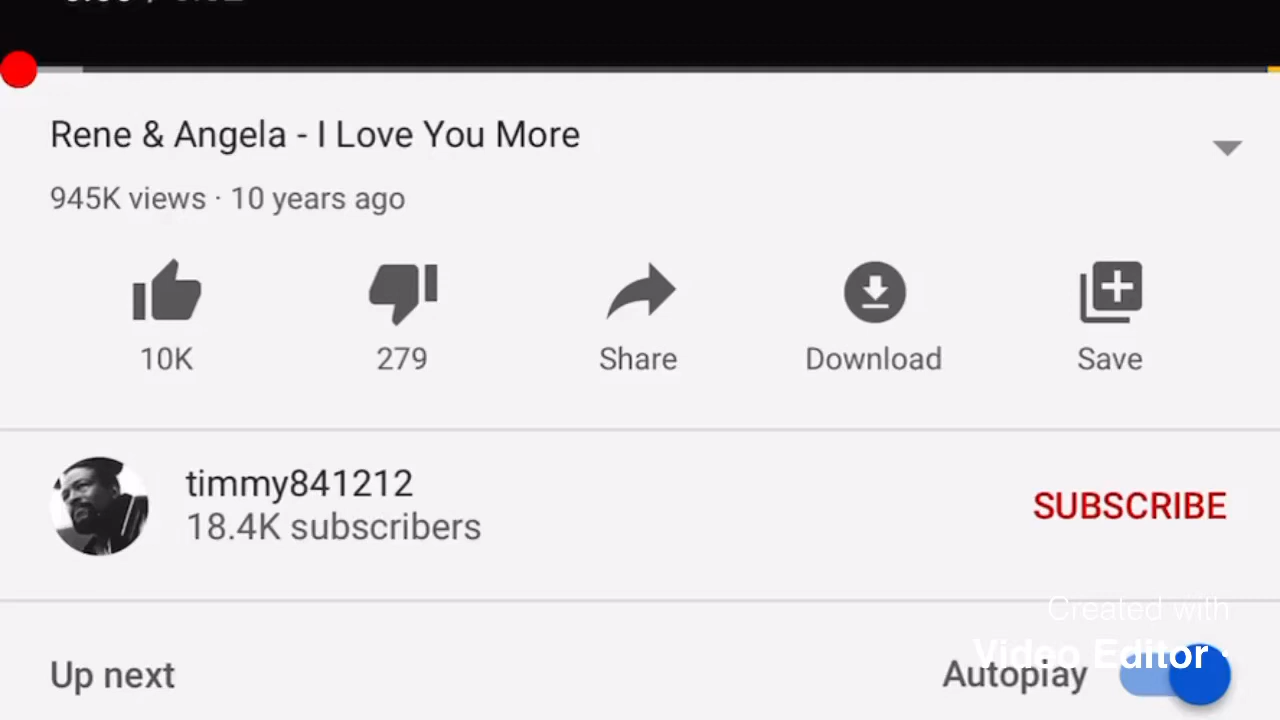 Rene & Angela - I Love You More
945K views · 10 years ago
10K
279
Share
Download
Save
timmy841212
18.4K subscribers
SUBSCRIBE
Created with
Video Editor
Up next
Autoplay